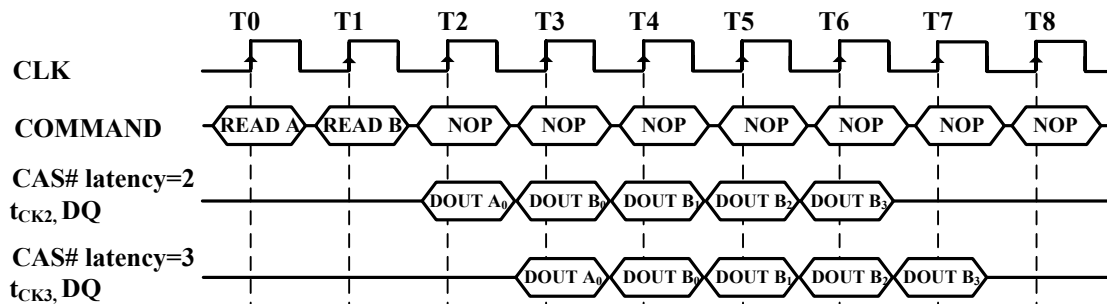 T0 T1 T2 T3 T4 T5 T6 T7 T8
CLK
COMMAND READ A READ B NOP NOP NOP NOP NOP NOP NOP
CAS# latency=2
tCK2, DQ DOUT A0 DOUT B0 DOUT B1 DOUT B2 DOUT B3
CAS# latency=3
tCK3, DQ DOUT A0 DOUT B0 DOUT B1 DOUT B2 DOUT B3